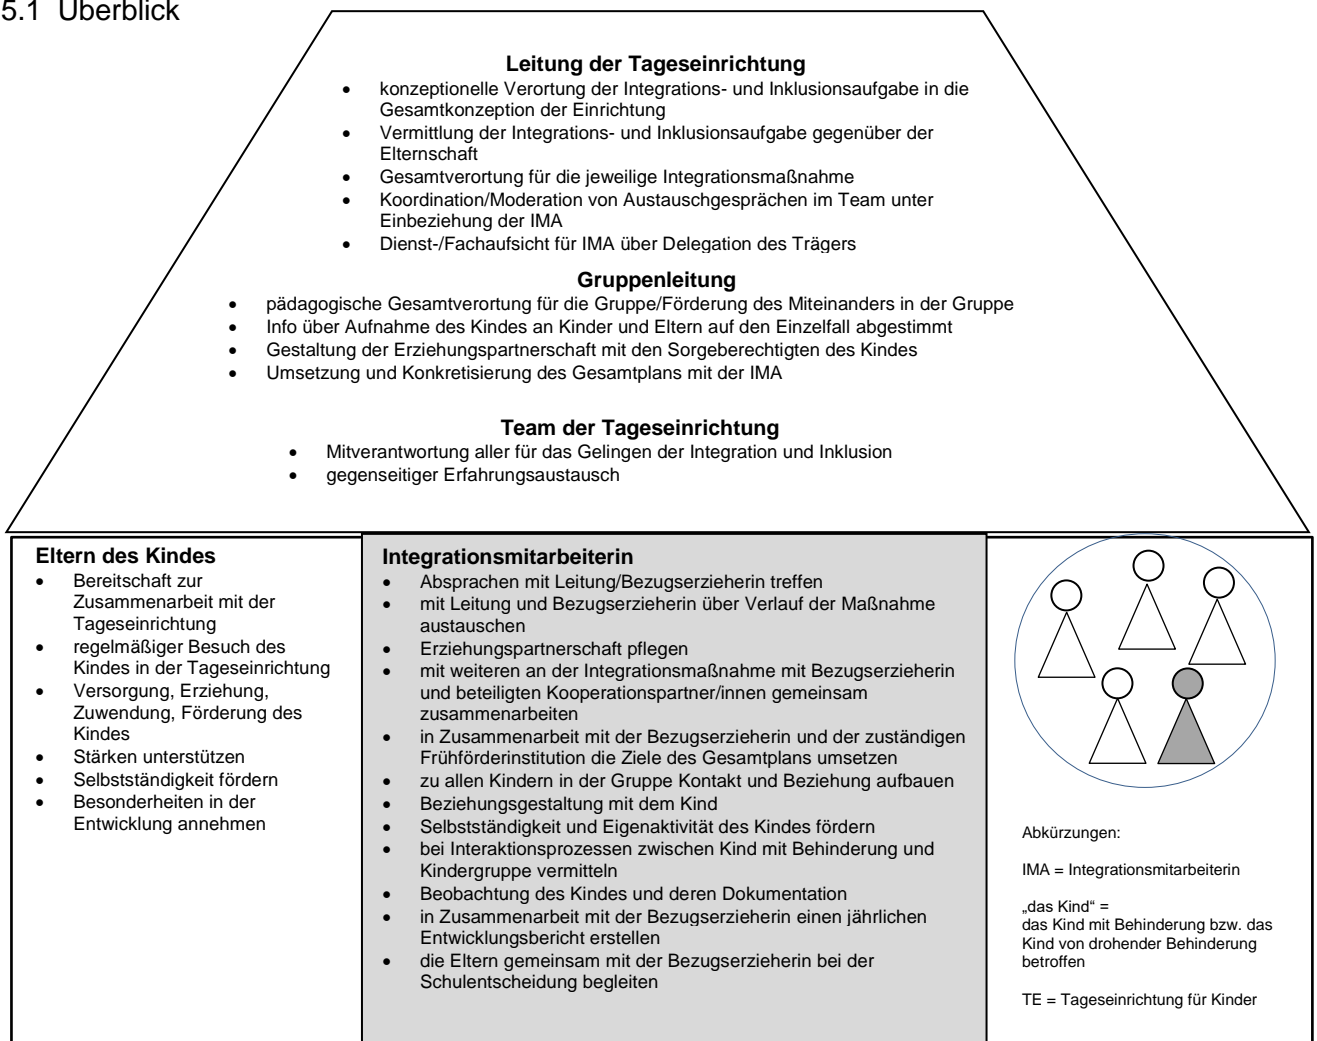 5.1 Überblick
Leitung der Tageseinrichtung
• konzeptionelle Verortung der Integrations- und Inklusionsaufgabe in die
Gesamtkonzeption der Einrichtung
• Vermittlung der Integrations- und Inklusionsaufgabe gegenüber der
Elternschaft
• Gesamtverortung für die jeweilige Integrationsmaßnahme
• Koordination/Moderation von Austauschgesprächen im Team unter
Einbeziehung der IMA
• Dienst-/Fachaufsicht für IMA über Delegation des Trägers
Gruppenleitung
• pädagogische Gesamtverortung für die Gruppe/Förderung des Miteinanders in der Gruppe
• Info über Aufnahme des Kindes an Kinder und Eltern auf den Einzelfall abgestimmt
• Gestaltung der Erziehungspartnerschaft mit den Sorgeberechtigten des Kindes
• Umsetzung und Konkretisierung des Gesamtplans mit der IMA
Team der Tageseinrichtung
• Mitverantwortung aller für das Gelingen der Integration und Inklusion
• gegenseitiger Erfahrungsaustausch
Eltern des Kindes
• Bereitschaft zur
Zusammenarbeit mit der
Tageseinrichtung
• regelmäßiger Besuch des
Kindes in der Tageseinrichtung
• Versorgung, Erziehung,
Zuwendung, Förderung des
Kindes
• Stärken unterstützen
• Selbstständigkeit fördern
• Besonderheiten in der
Entwicklung annehmen
Integrationsmitarbeiterin
• Absprachen mit Leitung/Bezugserzieherin treffen
• mit Leitung und Bezugserzieherin über Verlauf der Maßnahme
austauschen
• Erziehungspartnerschaft pflegen
• mit weiteren an der Integrationsmaßnahme mit Bezugserzieherin
und beteiligten Kooperationspartner/innen gemeinsam
zusammenarbeiten
• in Zusammenarbeit mit der Bezugserzieherin und der zuständigen
Frühförderinstitution die Ziele des Gesamtplans umsetzen
• zu allen Kindern in der Gruppe Kontakt und Beziehung aufbauen
• Beziehungsgestaltung mit dem Kind
• Selbstständigkeit und Eigenaktivität des Kindes fördern
• bei Interaktionsprozessen zwischen Kind mit Behinderung und
Kindergruppe vermitteln
• Beobachtung des Kindes und deren Dokumentation
• in Zusammenarbeit mit der Bezugserzieherin einen jährlichen
Entwicklungsbericht erstellen
• die Eltern gemeinsam mit der Bezugserzieherin bei der
Schulentscheidung begleiten
Abkürzungen:
IMA = Integrationsmitarbeiterin
„das Kind“ =
das Kind mit Behinderung bzw. das
Kind von drohender Behinderung
betroffen
TE = Tageseinrichtung für Kinder